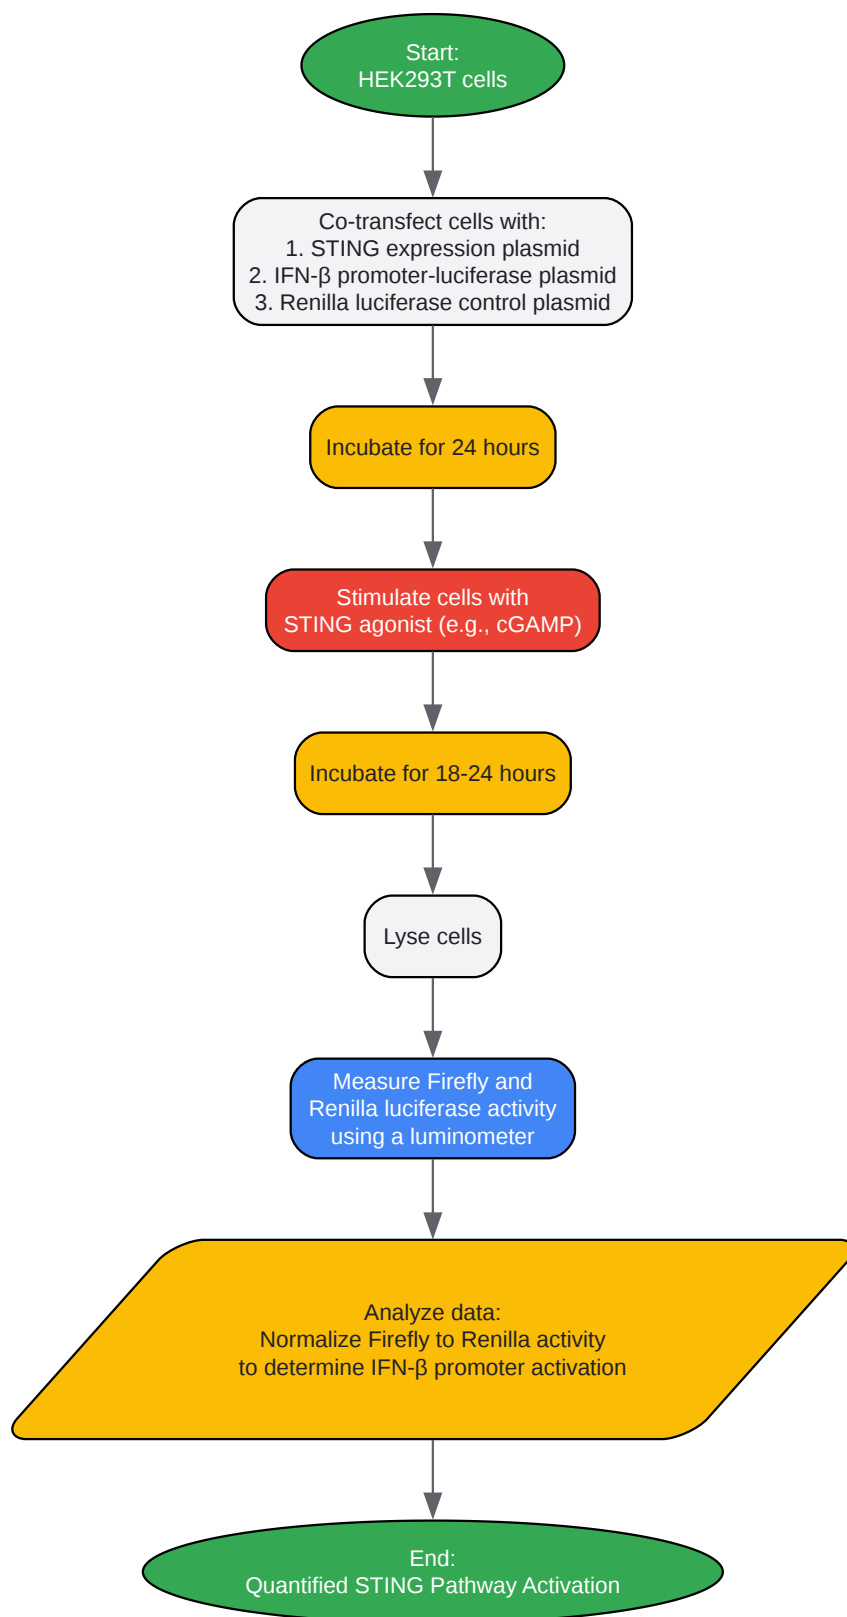 Start:
HEK293T cells
Co-transfect cells with:
1. STING expression plasmid
2. IFN-β promoter-luciferase plasmid
3. Renilla luciferase control plasmid
Incubate for 24 hours
Stimulate cells with
STING agonist (e.g., cGAMP)
Incubate for 18-24 hours
Lyse cells
Measure Firefly and
Renilla luciferase activity
using a luminometer
Analyze data:
Normalize Firefly to Renilla activity
to determine IFN-β promoter activation
End:
Quantified STING Pathway Activation